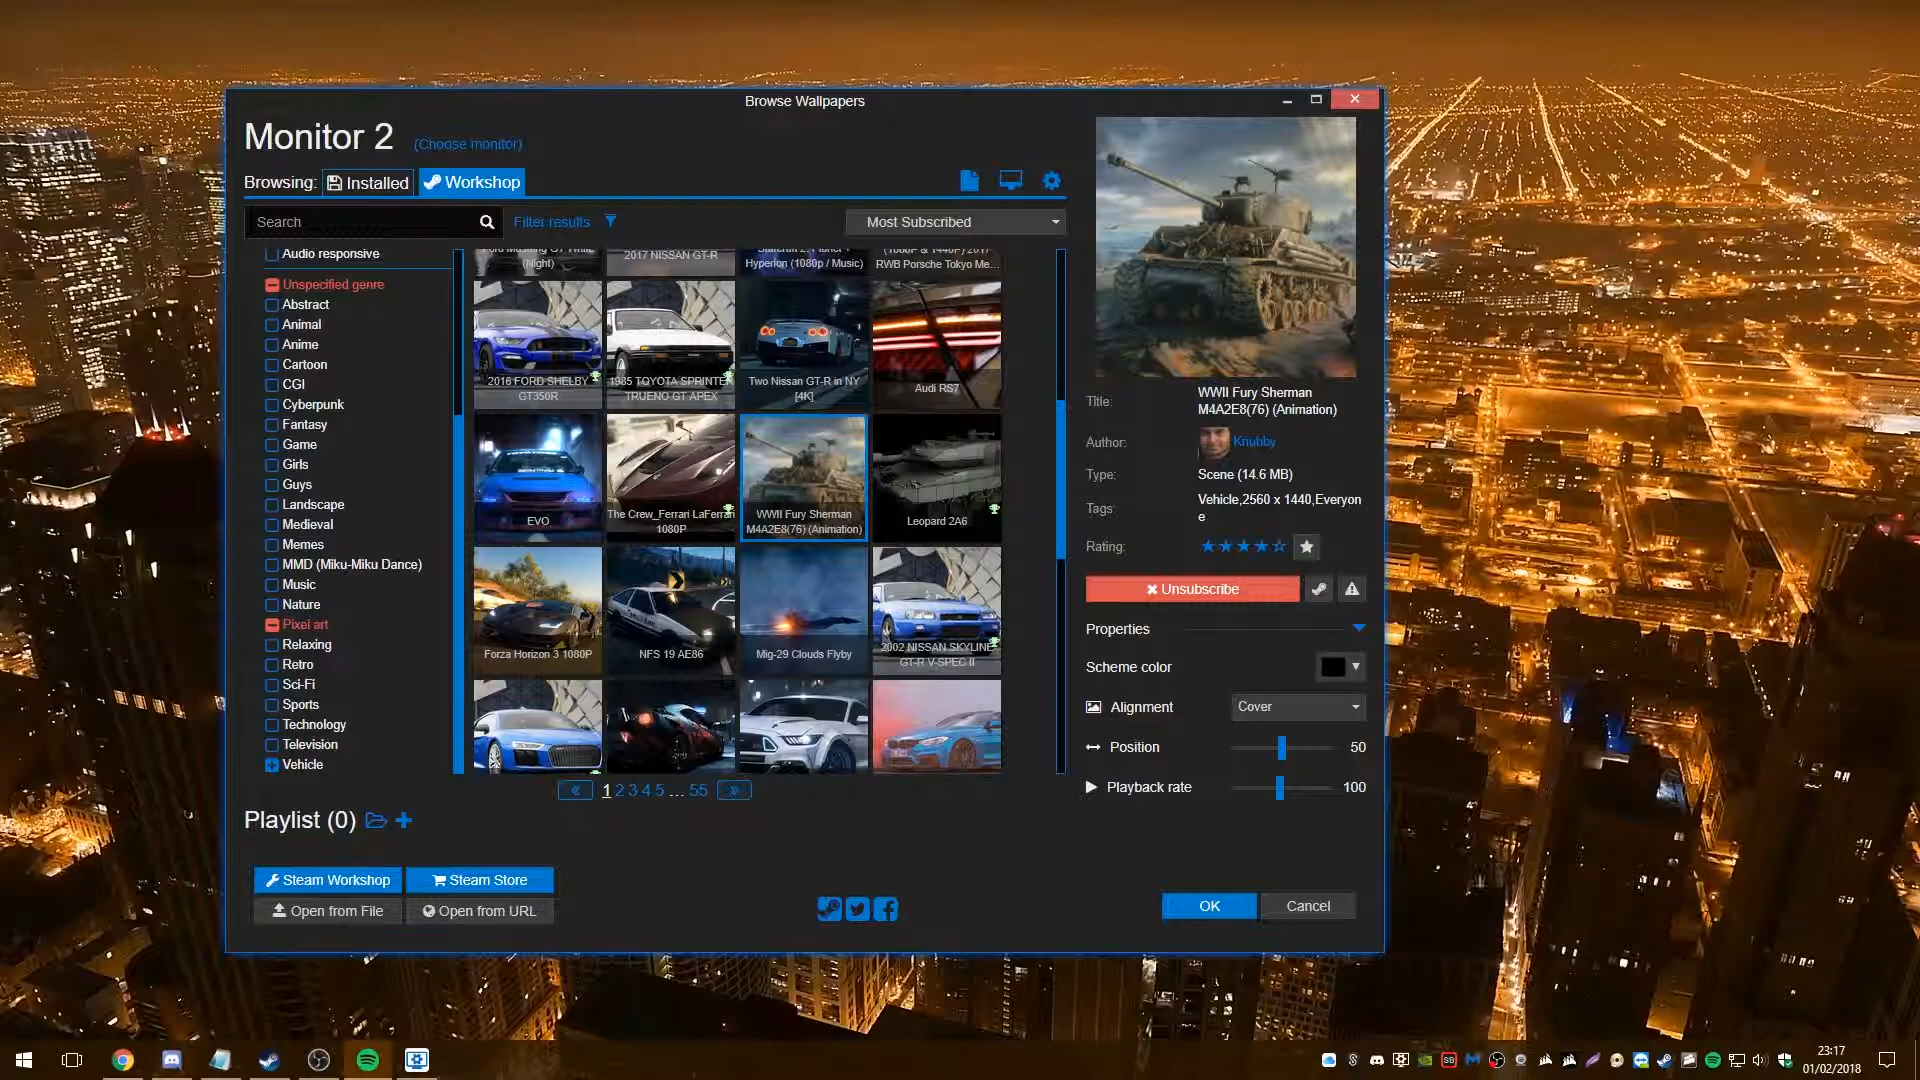 Browse Wallpapers
Monitor 2 (Choose monitor)
Browsing: Installed Workshop
Search
Filter results
Most Subscribed
Audio responsive
Unspecified genre
Abstract
Animal
Anime
Cartoon
CGI
Cyberpunk
Fantasy
Game
Girls
Guys
Landscape
Medieval
Memes
MMD (Miku-Miku Dance)
Music
Nature
Pixel art
Relaxing
Retro
Sci-Fi
Sports
Technology
Television
Vehicle
(Night)
2017 NISSAN GT-R
Hyperion (1080p / Music)
RWB Porsche Tokyo Me...
2016 FORD SHELBY
GT350R
1985 TOYOTA SPRINTER
TRUENO GT APEX
Two Nissan GT-R in NY
[4K]
Audi RS7
EVO
The Crew_Ferrari LaFerrari
1080P
WWII Fury Sherman
M4A2E8(76) (Animation)
Leopard 2A6
Forza Horizon 3 1080P
NFS 19 AE86
Mig-29 Clouds Flyby
2002 NISSAN SKYLINE
GT-R V-SPEC II
« 1 2 3 4 5 ... 55 »
Playlist (0)
Steam Workshop
Steam Store
Open from File
Open from URL
Title:
WWII Fury Sherman
M4A2E8(76) (Animation)
Author:
Knubby
Type:
Scene (14.6 MB)
Tags:
Vehicle,2560 x 1440,Everyon
e
Rating:
Unsubscribe
Properties
Scheme color
Alignment
Cover
Position
50
Playback rate
100
OK
Cancel
23:17
01/02/2018